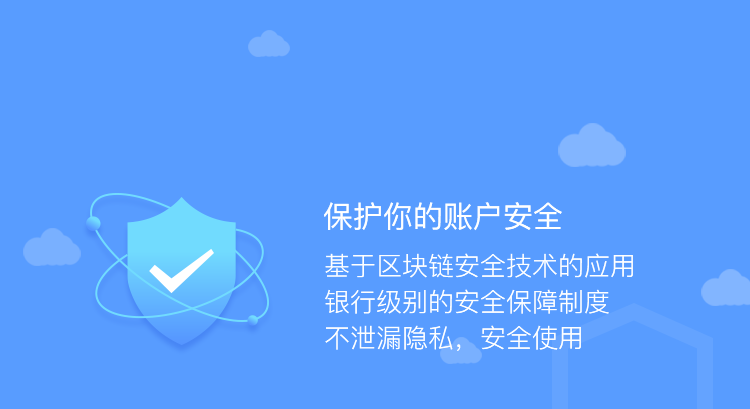 保护你的账户安全
基于区块链安全技术的应用
银行级别的安全保障制度
不泄漏隐私，安全使用